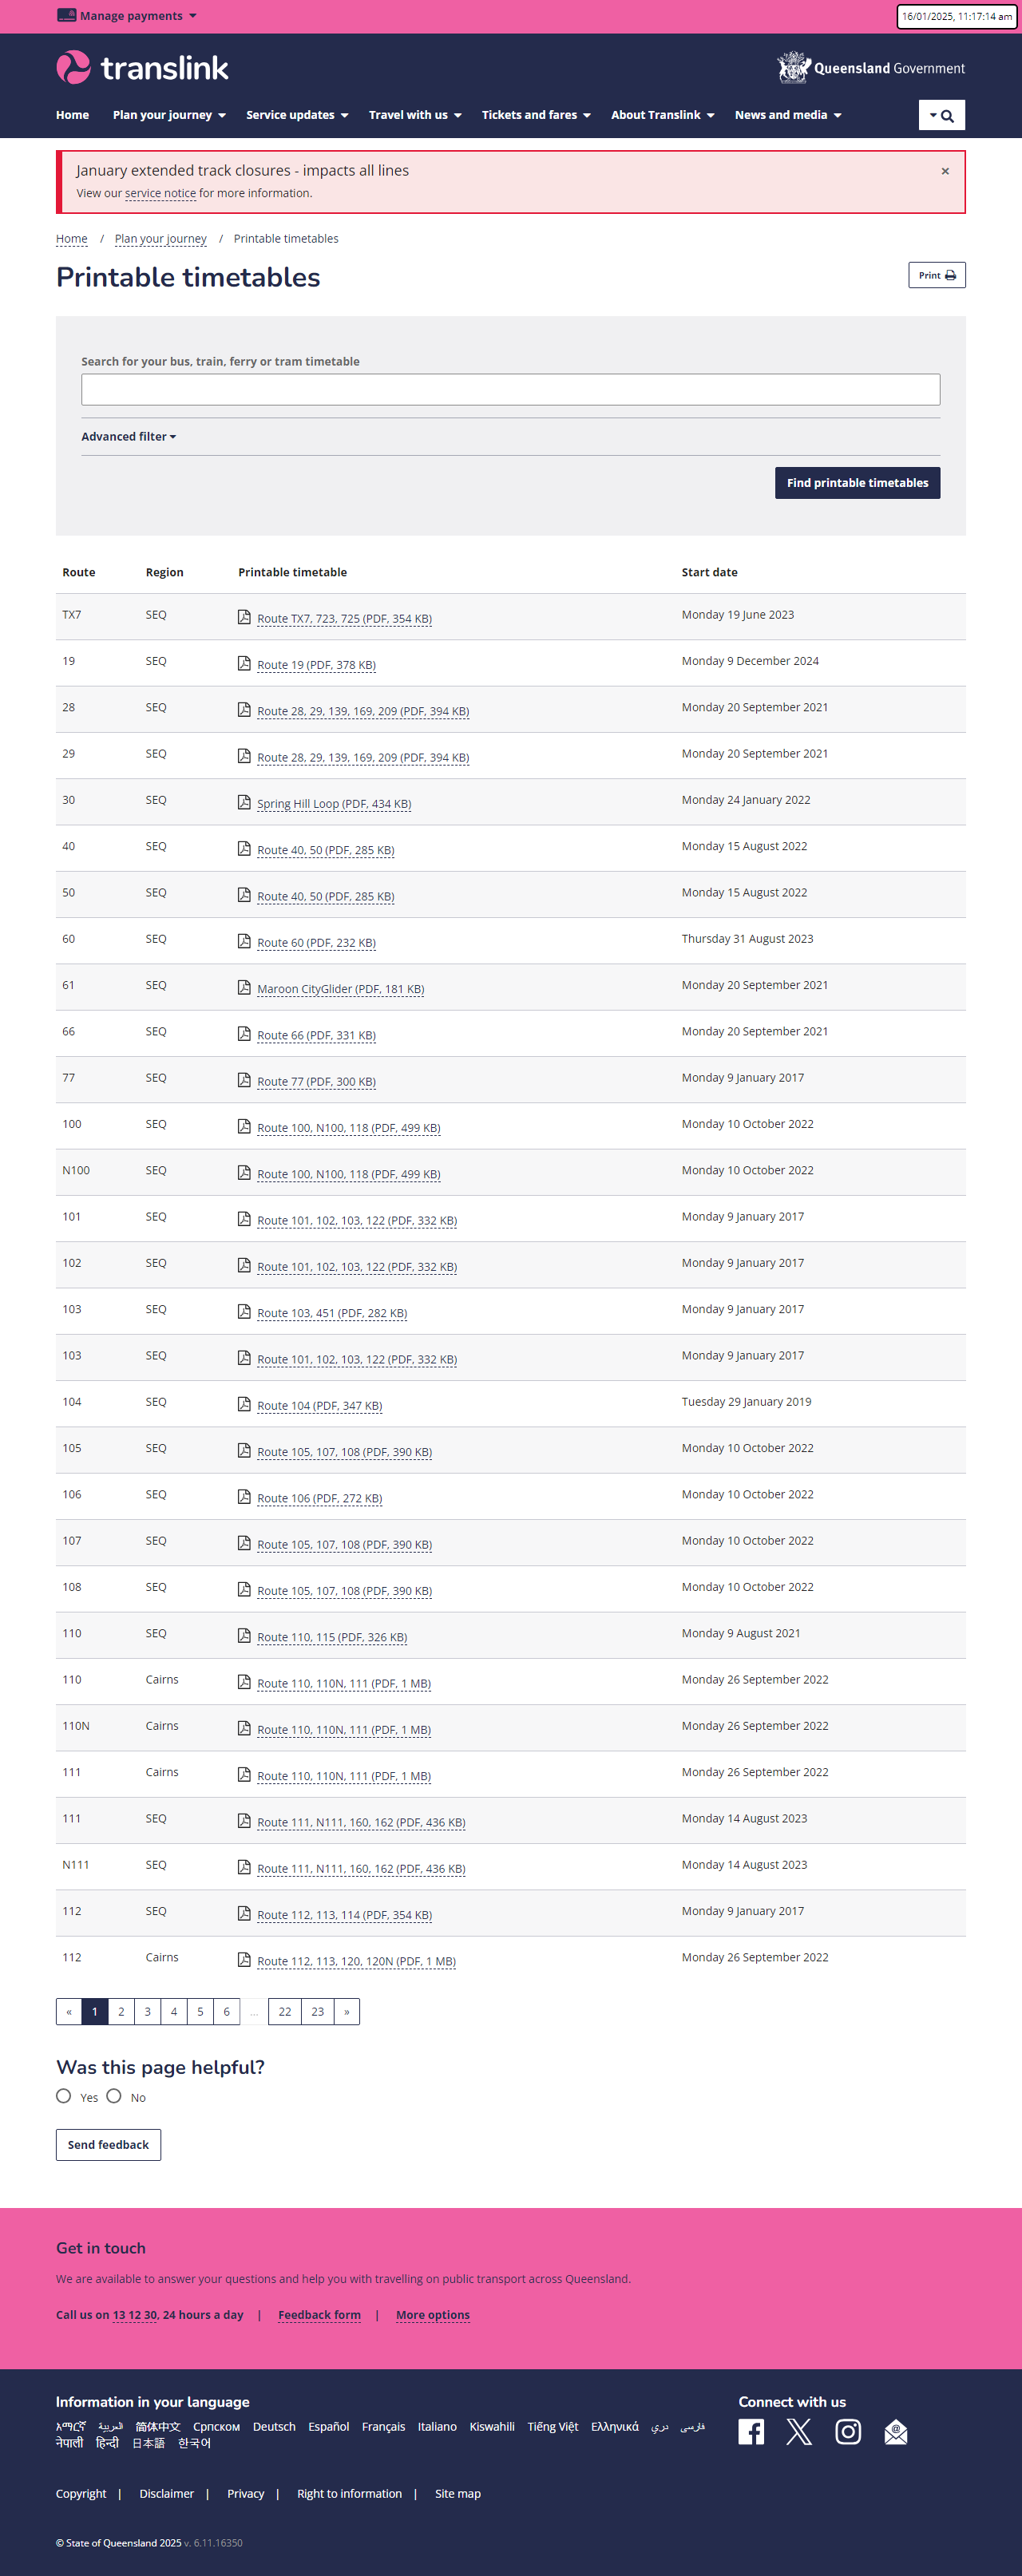 Manage payments
16/01/2025, 11:17:14 am
translink
Queensland Government
Home Plan your journey Service updates Travel with us Tickets and fares About Translink News and media
January extended track closures - impacts all lines ×
View our service notice for more information.
Home / Plan your journey / Printable timetables
Printable timetables
Print
Search for your bus, train, ferry or tram timetable
Advanced filter
Find printable timetables
Route Region Printable timetable Start date
TX7 SEQ Route TX7, 723, 725 (PDF, 354 KB) Monday 19 June 2023
19 SEQ Route 19 (PDF, 378 KB) Monday 9 December 2024
28 SEQ Route 28, 29, 139, 169, 209 (PDF, 394 KB) Monday 20 September 2021
29 SEQ Route 28, 29, 139, 169, 209 (PDF, 394 KB) Monday 20 September 2021
30 SEQ Spring Hill Loop (PDF, 434 KB) Monday 24 January 2022
40 SEQ Route 40, 50 (PDF, 285 KB) Monday 15 August 2022
50 SEQ Route 40, 50 (PDF, 285 KB) Monday 15 August 2022
60 SEQ Route 60 (PDF, 232 KB) Thursday 31 August 2023
61 SEQ Maroon CityGlider (PDF, 181 KB) Monday 20 September 2021
66 SEQ Route 66 (PDF, 331 KB) Monday 20 September 2021
77 SEQ Route 77 (PDF, 300 KB) Monday 9 January 2017
100 SEQ Route 100, N100, 118 (PDF, 499 KB) Monday 10 October 2022
N100 SEQ Route 100, N100, 118 (PDF, 499 KB) Monday 10 October 2022
101 SEQ Route 101, 102, 103, 122 (PDF, 332 KB) Monday 9 January 2017
102 SEQ Route 101, 102, 103, 122 (PDF, 332 KB) Monday 9 January 2017
103 SEQ Route 103, 451 (PDF, 282 KB) Monday 9 January 2017
103 SEQ Route 101, 102, 103, 122 (PDF, 332 KB) Monday 9 January 2017
104 SEQ Route 104 (PDF, 347 KB) Tuesday 29 January 2019
105 SEQ Route 105, 107, 108 (PDF, 390 KB) Monday 10 October 2022
106 SEQ Route 106 (PDF, 272 KB) Monday 10 October 2022
107 SEQ Route 105, 107, 108 (PDF, 390 KB) Monday 10 October 2022
108 SEQ Route 105, 107, 108 (PDF, 390 KB) Monday 10 October 2022
110 SEQ Route 110, 115 (PDF, 326 KB) Monday 9 August 2021
110 Cairns Route 110, 110N, 111 (PDF, 1 MB) Monday 26 September 2022
110N Cairns Route 110, 110N, 111 (PDF, 1 MB) Monday 26 September 2022
111 Cairns Route 110, 110N, 111 (PDF, 1 MB) Monday 26 September 2022
111 SEQ Route 111, N111, 160, 162 (PDF, 436 KB) Monday 14 August 2023
N111 SEQ Route 111, N111, 160, 162 (PDF, 436 KB) Monday 14 August 2023
112 SEQ Route 112, 113, 114 (PDF, 354 KB) Monday 9 January 2017
112 Cairns Route 112, 113, 120, 120N (PDF, 1 MB) Monday 26 September 2022
« 1 2 3 4 5 6 ... 22 23 »
Was this page helpful?
Yes No
Send feedback
Get in touch
We are available to answer your questions and help you with travelling on public transport across Queensland.
Call us on 13 12 30, 24 hours a day | Feedback form | More options
Information in your language
አማርኛ العربية 简体中文 Српском Deutsch Español Français Italiano Kiswahili Tiếng Việt Ελληνικά دری فارسی
नेपाली हिन्दी 日本語 한국어
Connect with us
Copyright | Disclaimer | Privacy | Right to information | Site map
© State of Queensland 2025 v. 6.11.16350